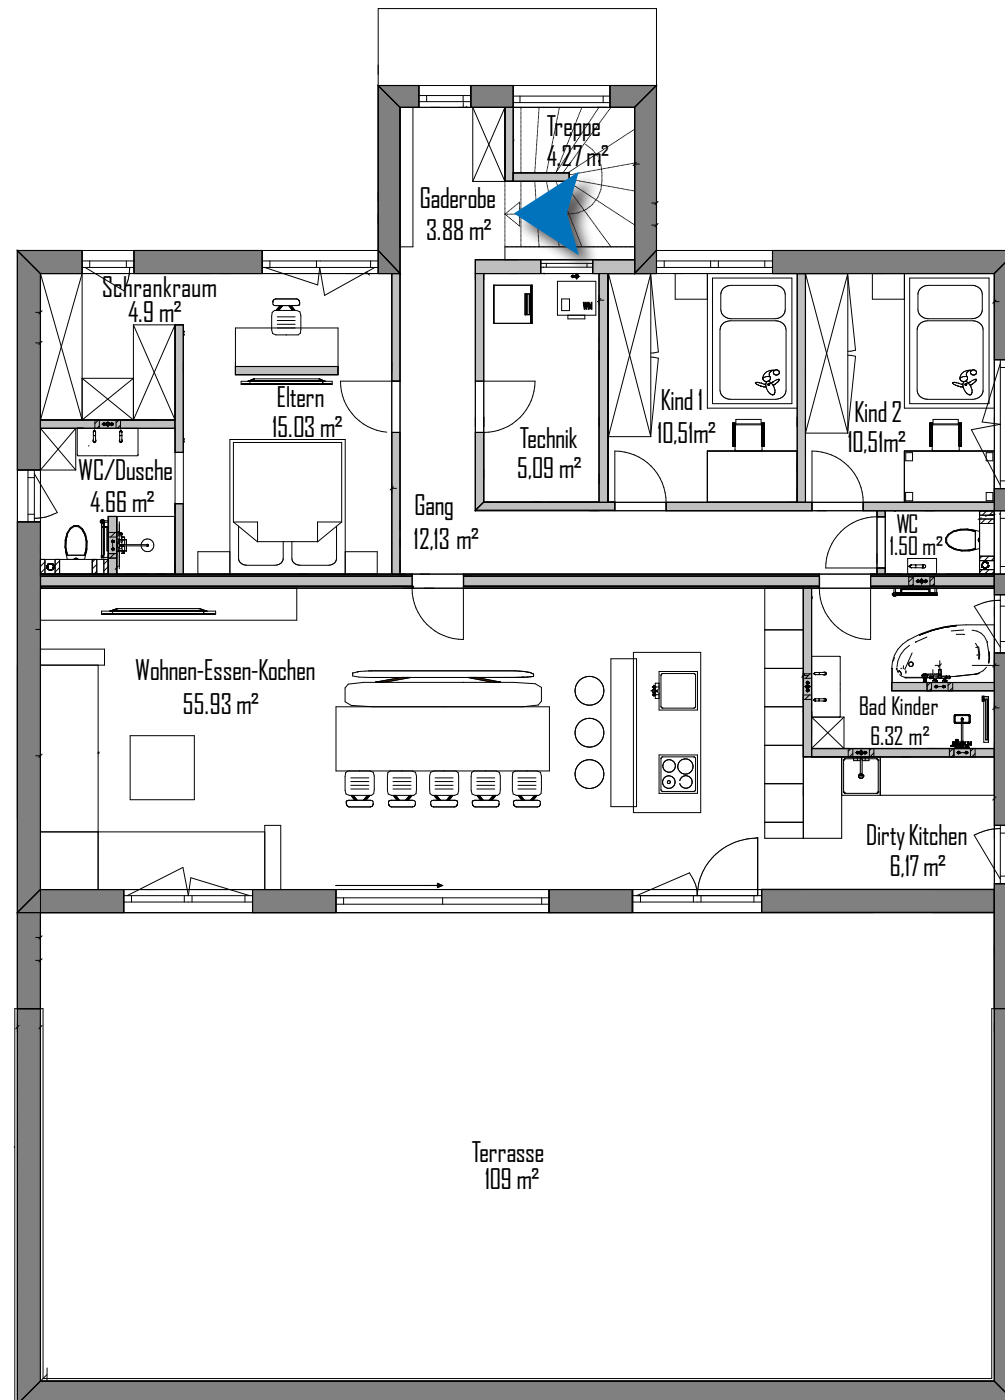 Treppe
4.27 m²
Gaderobe
3.88 m²
Schrankraum
4.9 m²
Eltern
15.03 m²
Kind 1
10,51m²
Kind 2
10,51m²
Technik
5,09 m²
WC/Dusche
4.66 m²
Gang
12,13 m²
WC
1.50 m²
Wohnen-Essen-Kochen
55.93 m²
Bad Kinder
6.32 m²
Dirty Kitchen
6,17 m²
Terrasse
109 m²